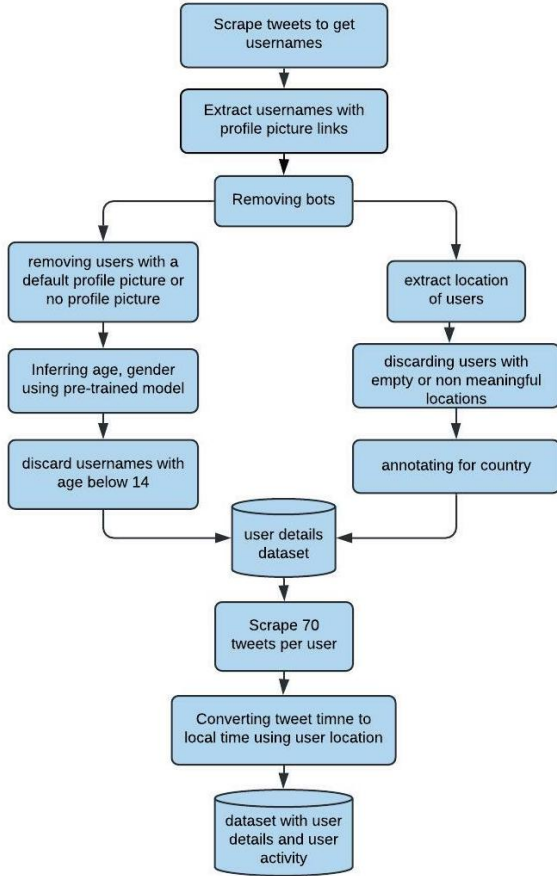 Scrape tweets to get
usernames
Extract usernames with
profile picture links
Removing bots
removing users with a
default profile picture or
no profile picture
Inferring age, gender
using pre-trained model
discard usernames with
age below 14
extract location
of users
discarding users with
empty or non meaningful
locations
annotating for country
user details
dataset
Scrape 70
tweets per user
Converting tweet timne to
local time using user location
dataset with user
details and user
activity